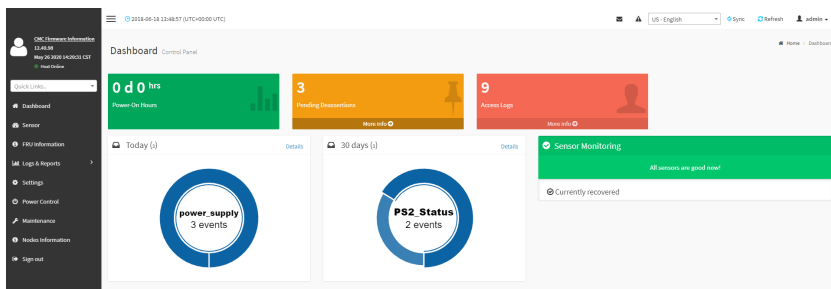 2018-06-18 12:48:57 (UTC+00:00 UTC)
US - English
Sync
Refresh
admin
CMC Firmware Information
12.48.98
May 26 2020 14:20:31 CST
Host Online
Quick Links...
Dashboard
Sensor
FRU Information
Logs & Reports
Settings
Power Control
Maintenance
Nodes Information
Sign out
Dashboard Control Panel
Home > Dashboard
0 d 0 hrs
Power-On Hours
3
Pending Deassertions
More info
9
Access Logs
More info
Today (3)
Details
power_supply
3 events
30 days (3)
Details
PS2_Status
2 events
Sensor Monitoring
All sensors are good now!
Currently recovered